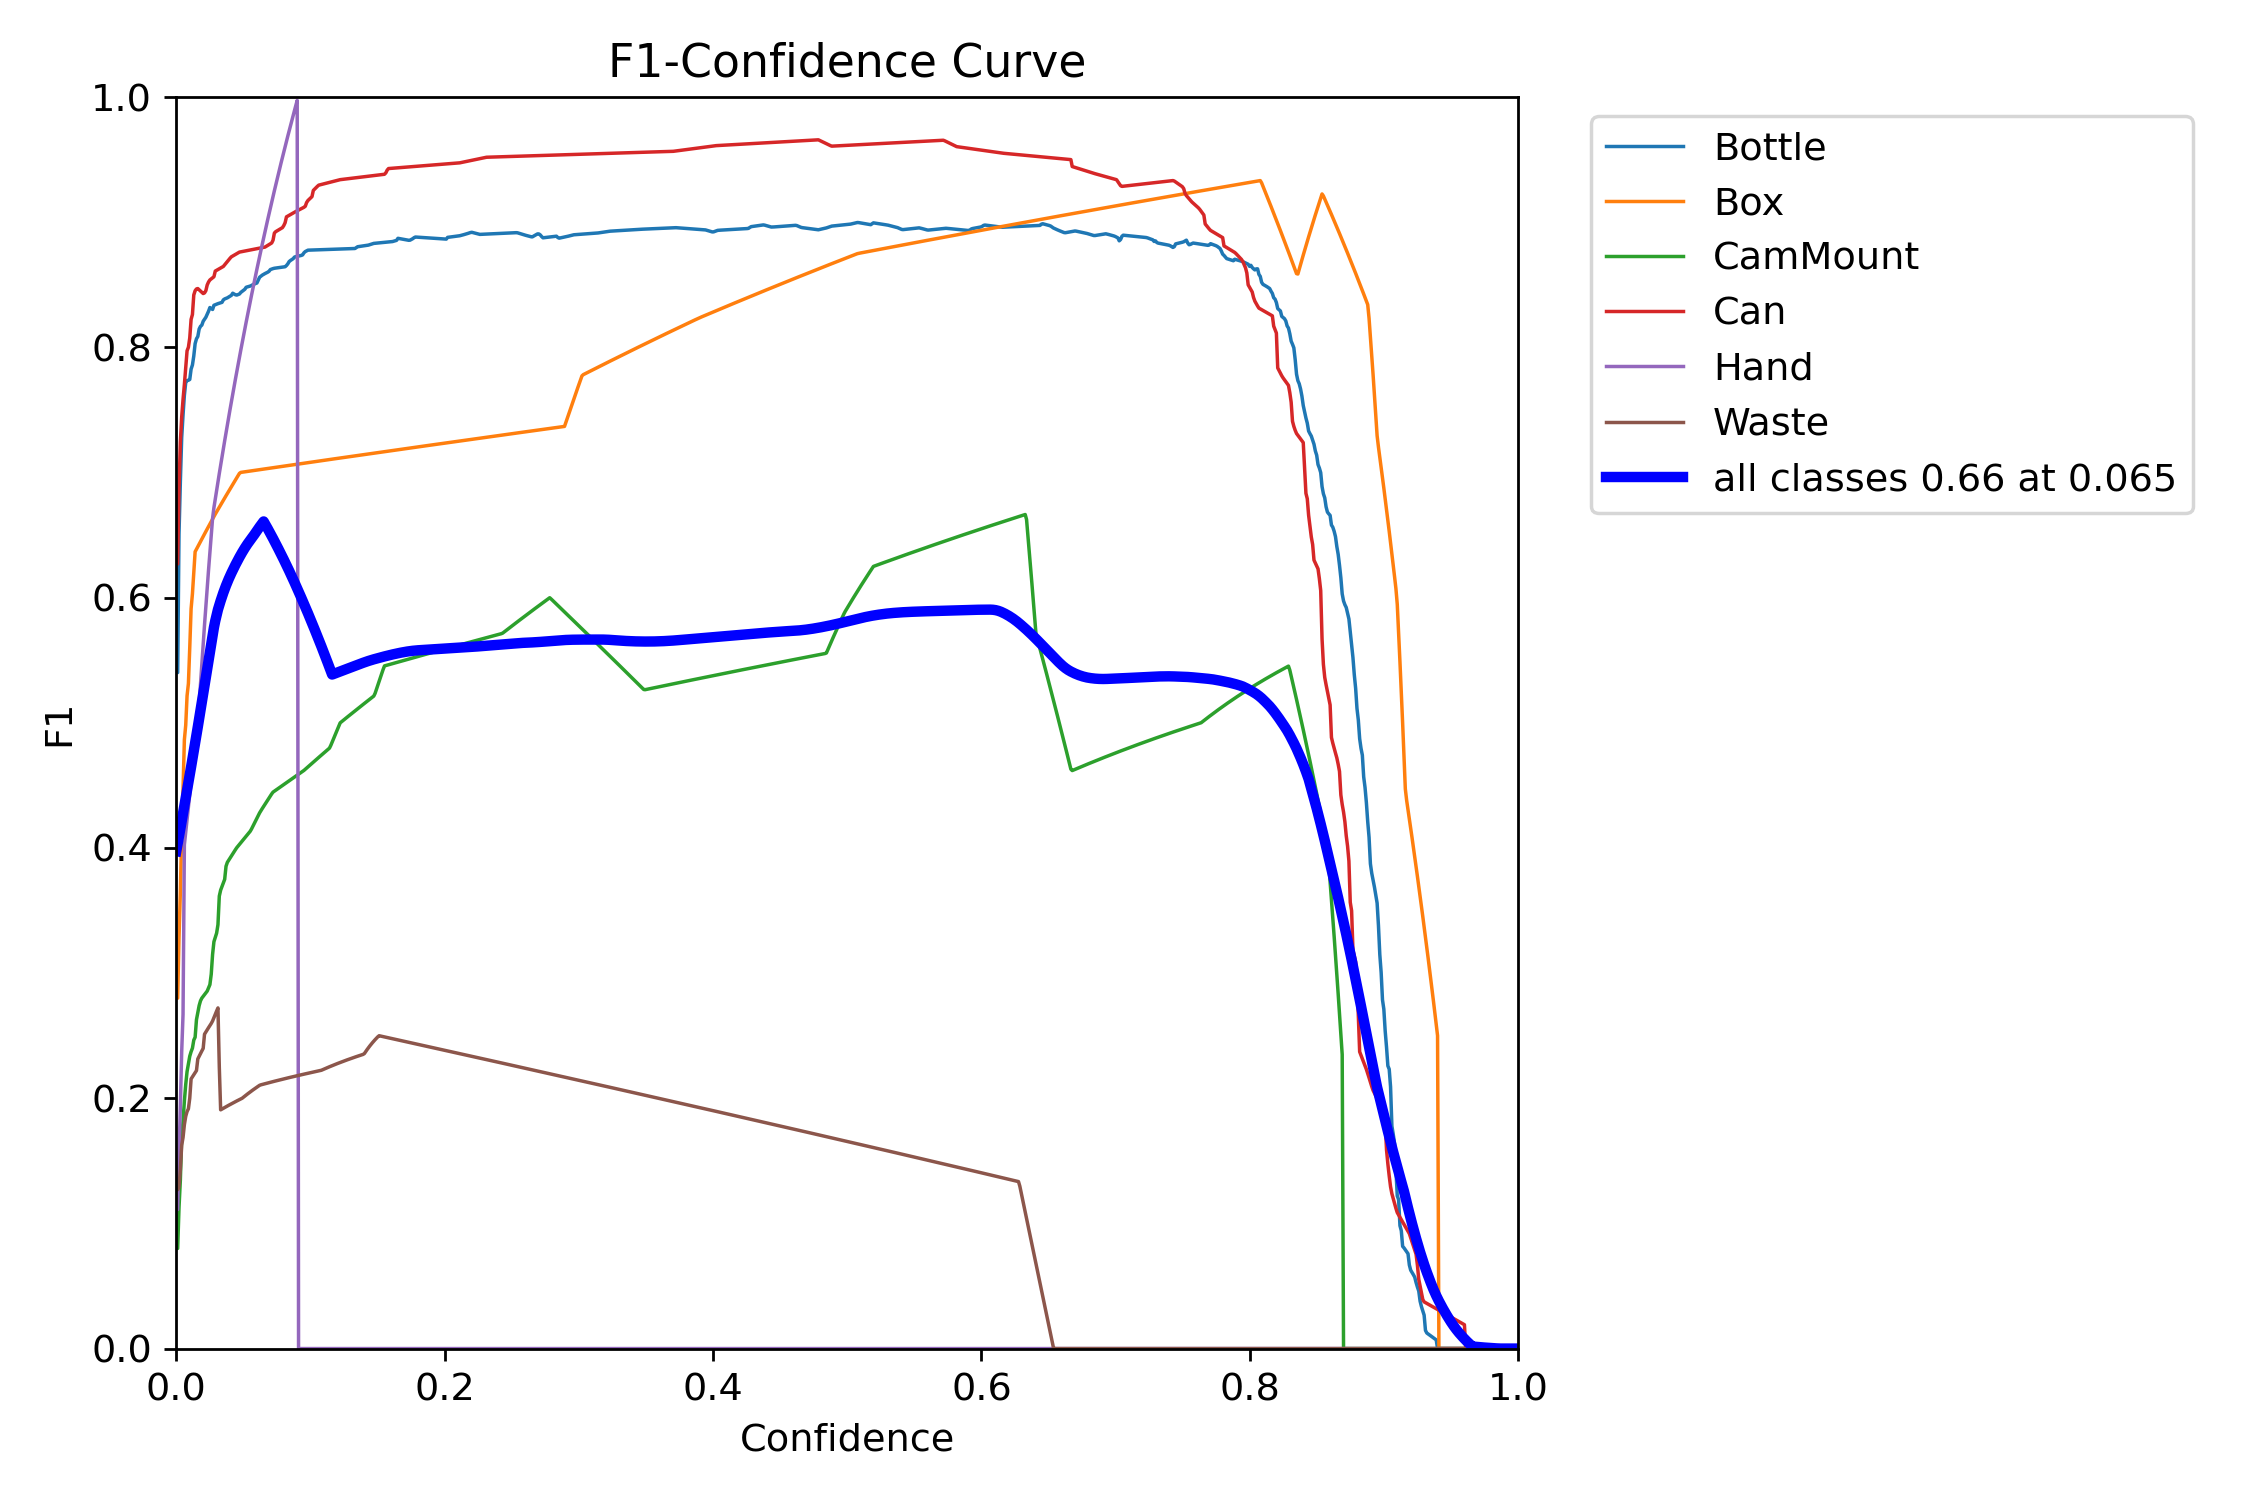 F1-Confidence Curve
1.0
0.8
0.6
0.4
0.2
0.0
F1
0.0 0.2 0.4 0.6 0.8 1.0
Confidence
Bottle
Box
CamMount
Can
Hand
Waste
all classes 0.66 at 0.065